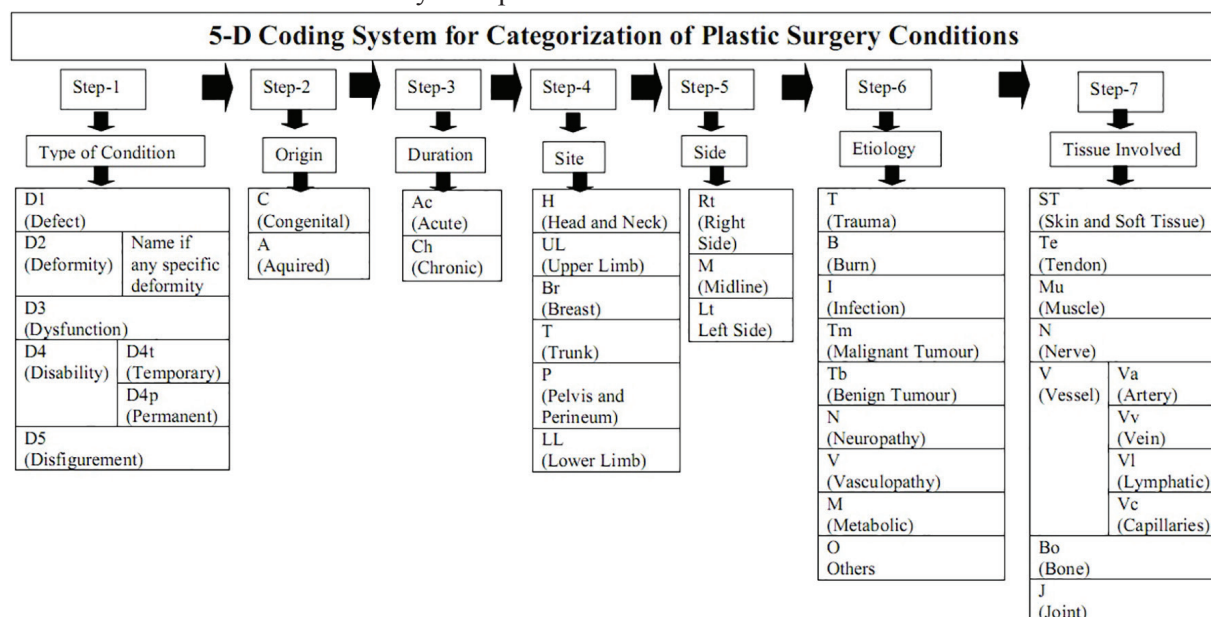 5-D Coding System for Categorization of Plastic Surgery Conditions
Step-1
Step-2
Step-3
Step-4
Step-5
Step-6
Step-7
Type of Condition
Origin
Duration
Site
Side
Etiology
Tissue Involved
D1
(Defect)
D2
(Deformity)
Name if
any specific
deformity
D3
(Dysfunction)
D4
(Disability)
D4t
(Temporary)
D4p
(Permanent)
D5
(Disfigurement)
C
(Congenital)
A
(Aquired)
Ac
(Acute)
Ch
(Chronic)
H
(Head and Neck)
UL
(Upper Limb)
Br
(Breast)
T
(Trunk)
P
(Pelvis and
Perineum)
LL
(Lower Limb)
Rt
(Right
Side)
M
(Midline)
Lt
Left Side)
T
(Trauma)
B
(Burn)
I
(Infection)
Tm
(Malignant Tumour)
Tb
(Benign Tumour)
N
(Neuropathy)
V
(Vasculopathy)
M
(Metabolic)
O
Others
ST
(Skin and Soft Tissue)
Te
(Tendon)
Mu
(Muscle)
N
(Nerve)
V
(Vessel)
Va
(Artery)
Vv
(Vein)
Vl
(Lymphatic)
Vc
(Capillaries)
Bo
(Bone)
J
(Joint)